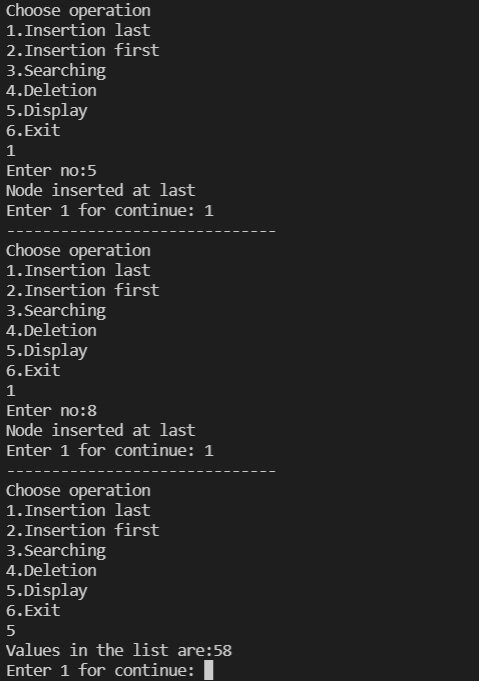 Choose operation
1.Insertion last
2.Insertion first
3.Searching
4.Deletion
5.Display
6.Exit
1
Enter no:5
Node inserted at last
Enter 1 for continue: 1
------------------------------
Choose operation
1.Insertion last
2.Insertion first
3.Searching
4.Deletion
5.Display
6.Exit
1
Enter no:8
Node inserted at last
Enter 1 for continue: 1
------------------------------
Choose operation
1.Insertion last
2.Insertion first
3.Searching
4.Deletion
5.Display
6.Exit
5
Values in the list are:58
Enter 1 for continue: